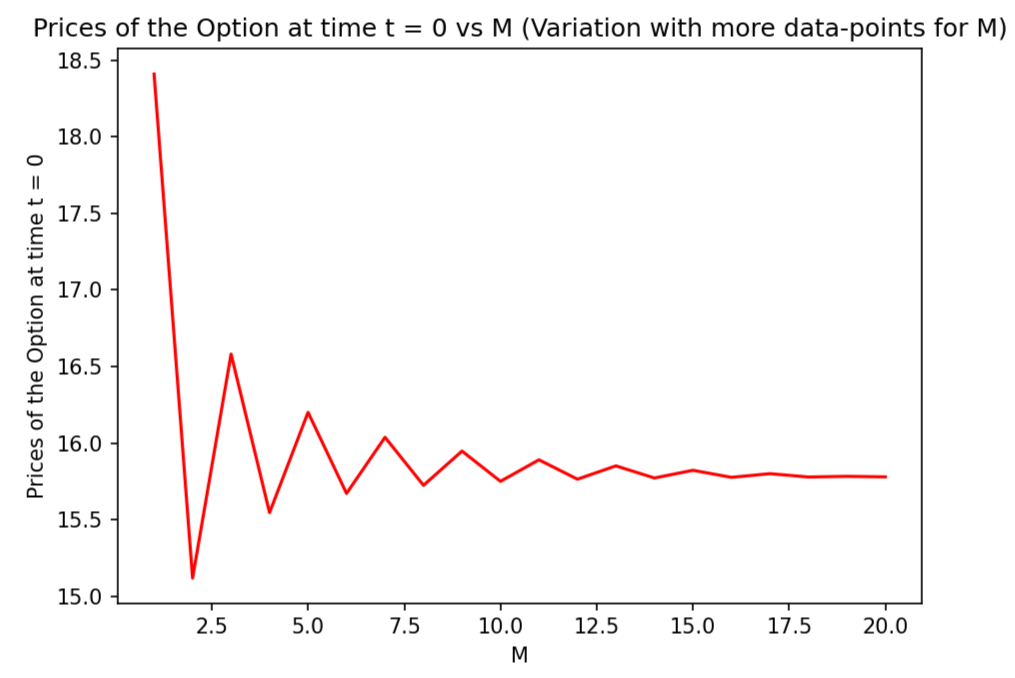 Prices of the Option at time t = 0 vs M (Variation with more data-points for M)
Prices of the Option at time t = 0
18.5
18.0
17.5
17.0
16.5
16.0
15.5
15.0
2.5 5.0 7.5 10.0 12.5 15.0 17.5 20.0
M